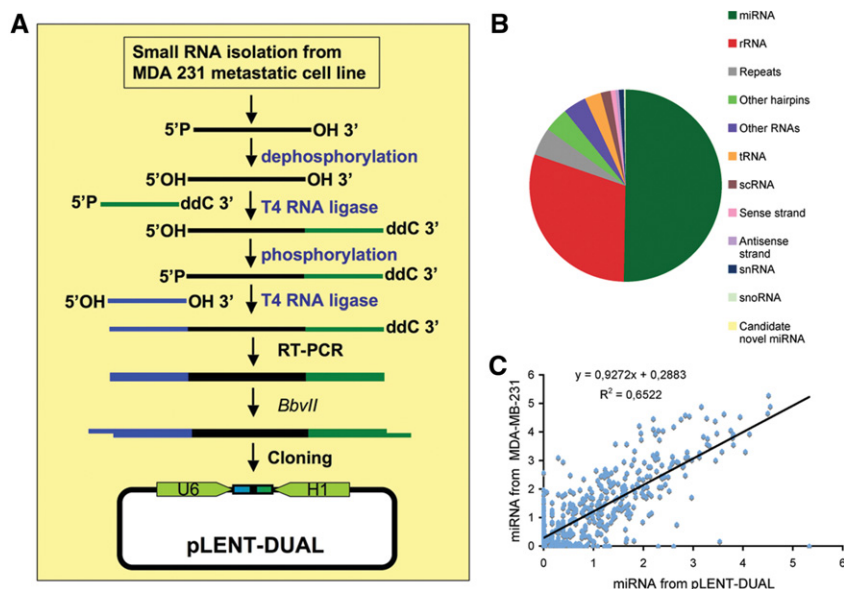 A
Small RNA isolation from
MDA 231 metastatic cell line
5'P
OH 3'
dephosphorylation
5'OH
OH 3'
5'P
ddC 3'
T4 RNA ligase
5'OH
ddC 3'
phosphorylation
5'P
ddC 3'
5'OH
OH 3'
T4 RNA ligase
ddC 3'
RT-PCR
BbvII
Cloning
U6
H1
pLENT-DUAL
B
miRNA
rRNA
Repeats
Other hairpins
Other RNAs
tRNA
scRNA
Sense strand
Antisense
strand
snRNA
snoRNA
Candidate
novel miRNA
C
y = 0,9272x + 0,2883
R² = 0,6522
miRNA from MDA-MB-231
6
5
4
3
2
1
0
0
1
2
3
4
5
6
miRNA from pLENT-DUAL